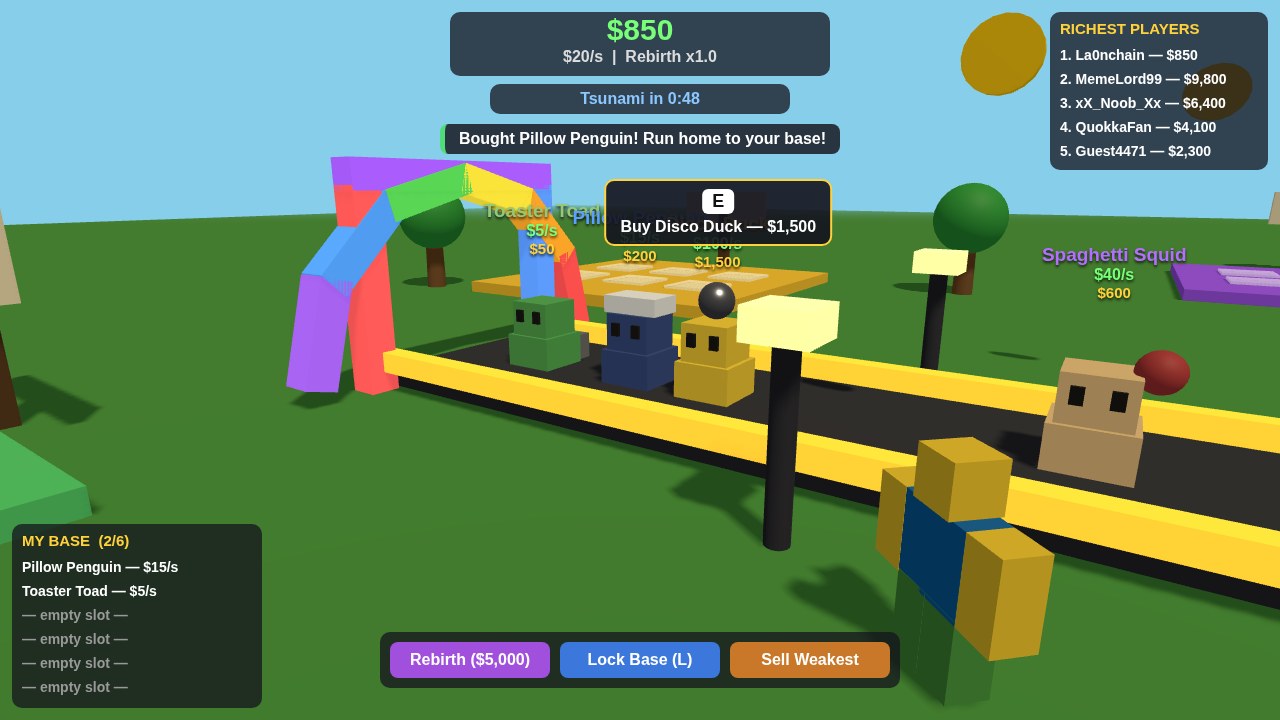 $850
$20/s | Rebirth x1.0
Tsunami in 0:48
Bought Pillow Penguin! Run home to your base!
RICHEST PLAYERS
1. La0nchain — $850
2. MemeLord99 — $9,800
3. xX_Noob_Xx — $6,400
4. QuokkaFan — $4,100
5. Guest4471 — $2,300
E
Buy Disco Duck — $1,500
Toaster Toad
$5/s
$50
$200
$100/s
$1,500
Spaghetti Squid
$40/s
$600
MY BASE (2/6)
Pillow Penguin — $15/s
Toaster Toad — $5/s
— empty slot —
— empty slot —
— empty slot —
— empty slot —
Rebirth ($5,000)
Lock Base (L)
Sell Weakest